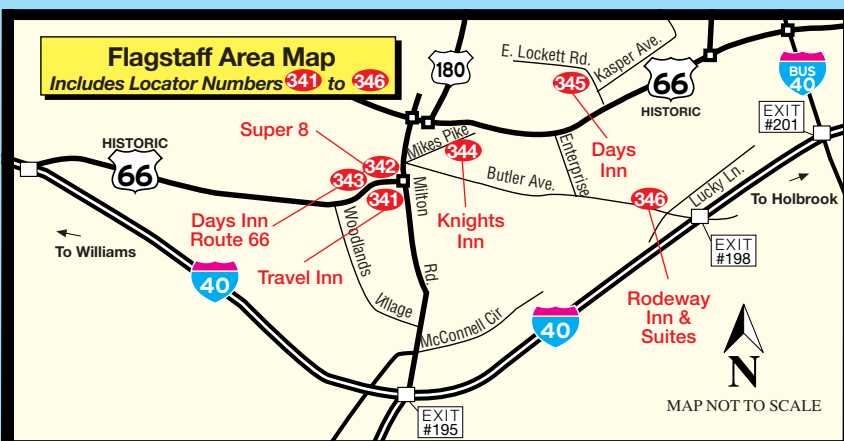 Flagstaff Area Map
Includes Locator Numbers 341 to 346
180
E. Lockett Rd.
Kasper Ave.
66
HISTORIC
BUS
40
EXIT
#201
345
Days
Inn
Super 8
342
Mikes Pike
344
Knights
Inn
HISTORIC
66
343
Days Inn
Route 66
341
Travel Inn
Milton
Rd.
Butler Ave.
Enterprise
346
Rodeway
Inn &
Suites
Lucky Ln.
To Holbrook
EXIT
#198
To Williams
40
Woodlands
Village
McConnell Cir
40
EXIT
#195
N
MAP NOT TO SCALE